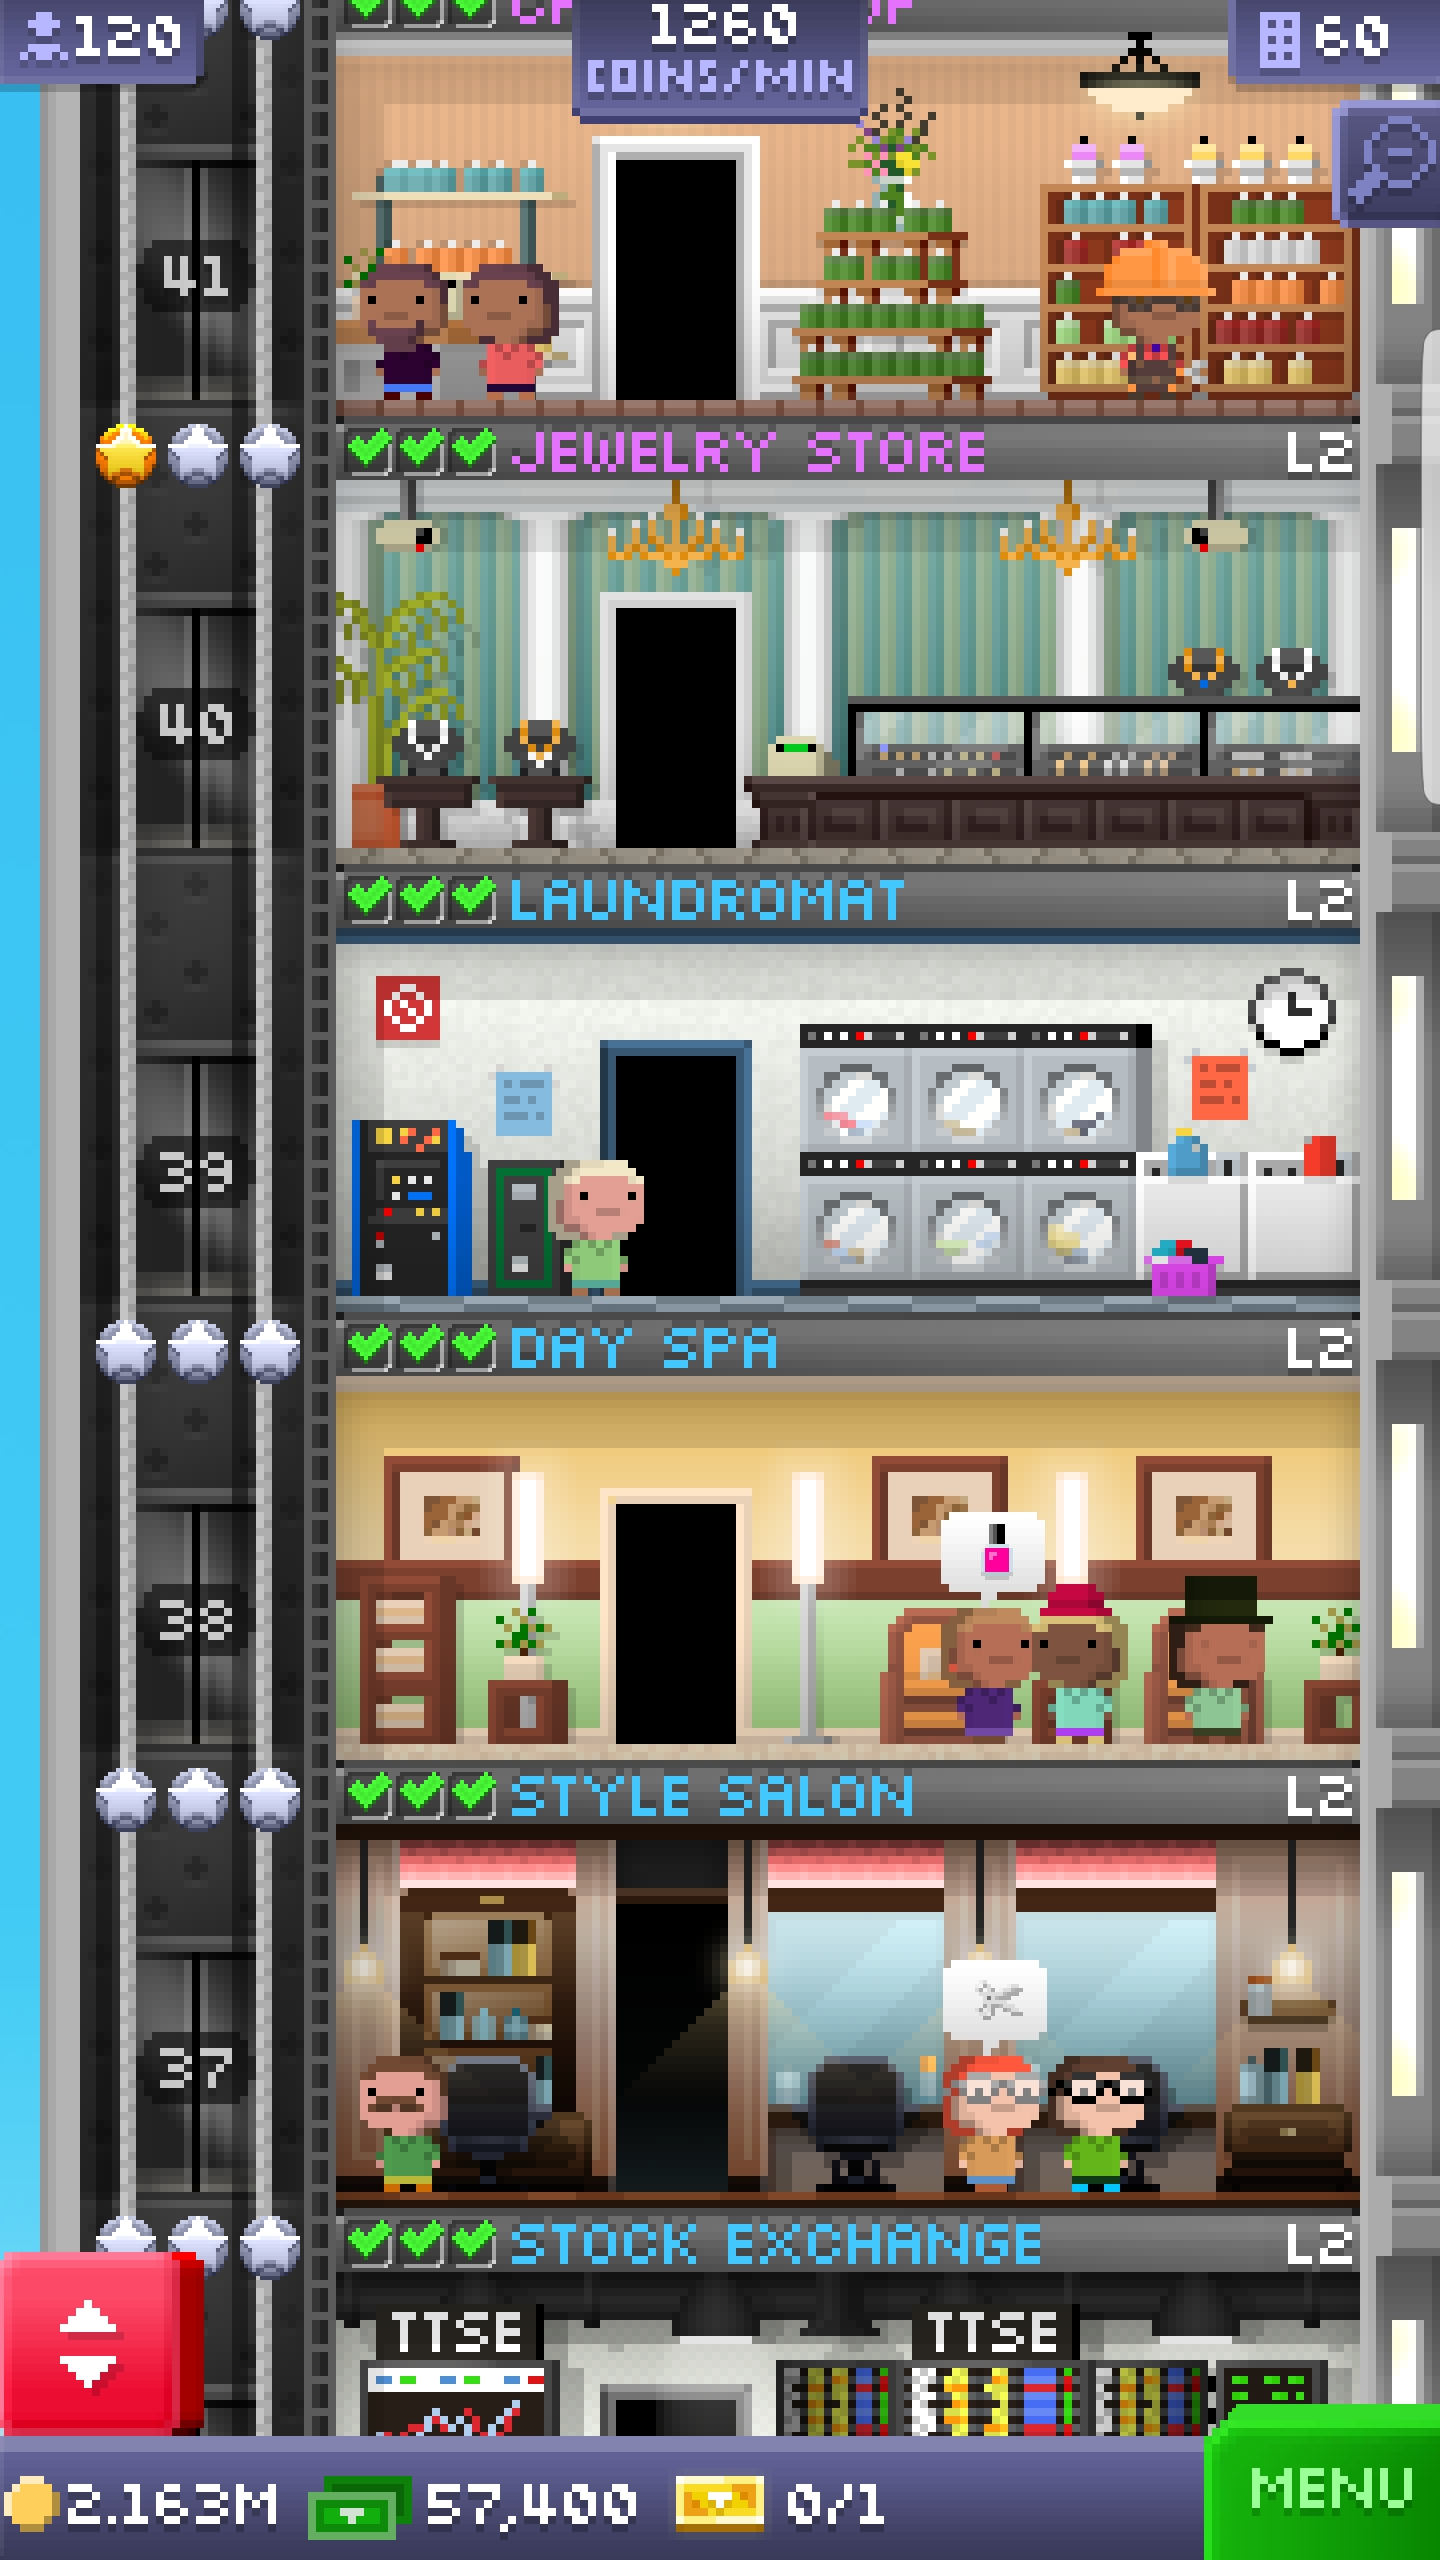 120
1260
COINS/MIN
60
41
JEWELRY STORE
L2
40
LAUNDROMAT
L2
39
DAY SPA
L2
38
STYLE SALON
L2
37
STOCK EXCHANGE
L2
TTSE
TTSE
2.163M
57,400
0/1
MENU